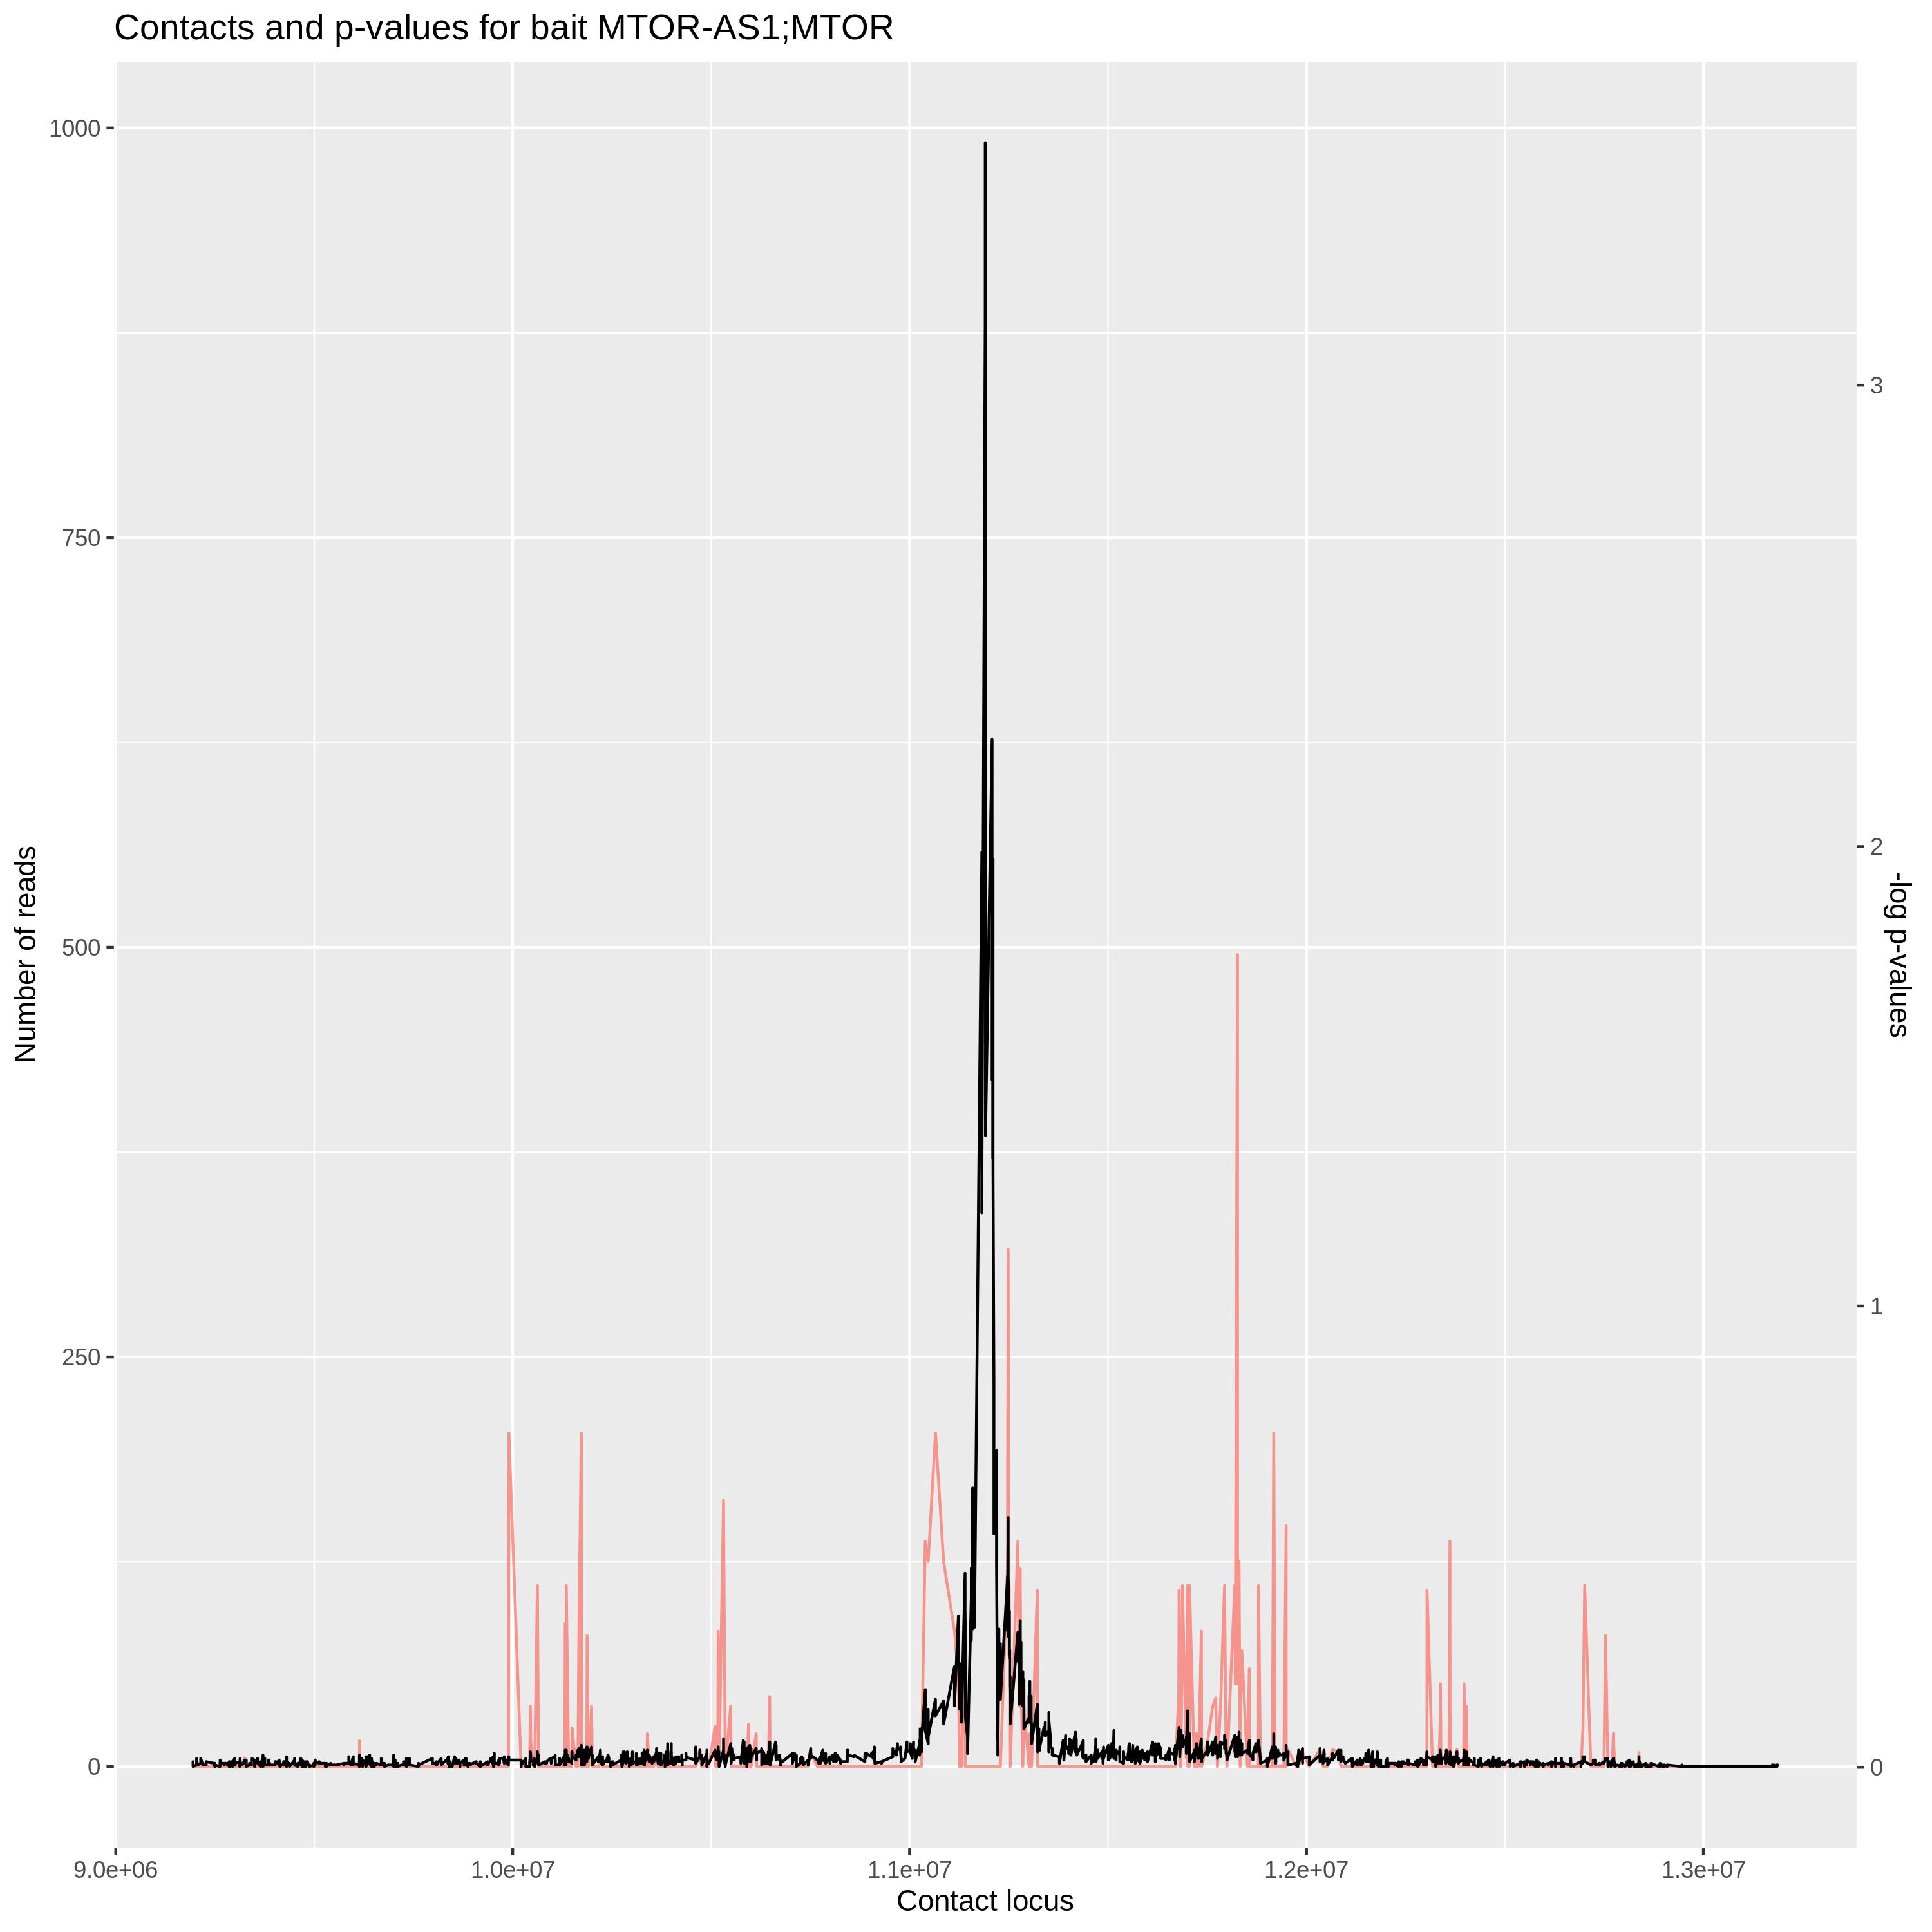 Contacts and p-values for bait MTOR-AS1;MTOR
1000
750
500
250
0
Number of reads
3
2
1
0
-log p-values
9.0e+06
1.0e+07
1.1e+07
1.2e+07
1.3e+07
Contact locus